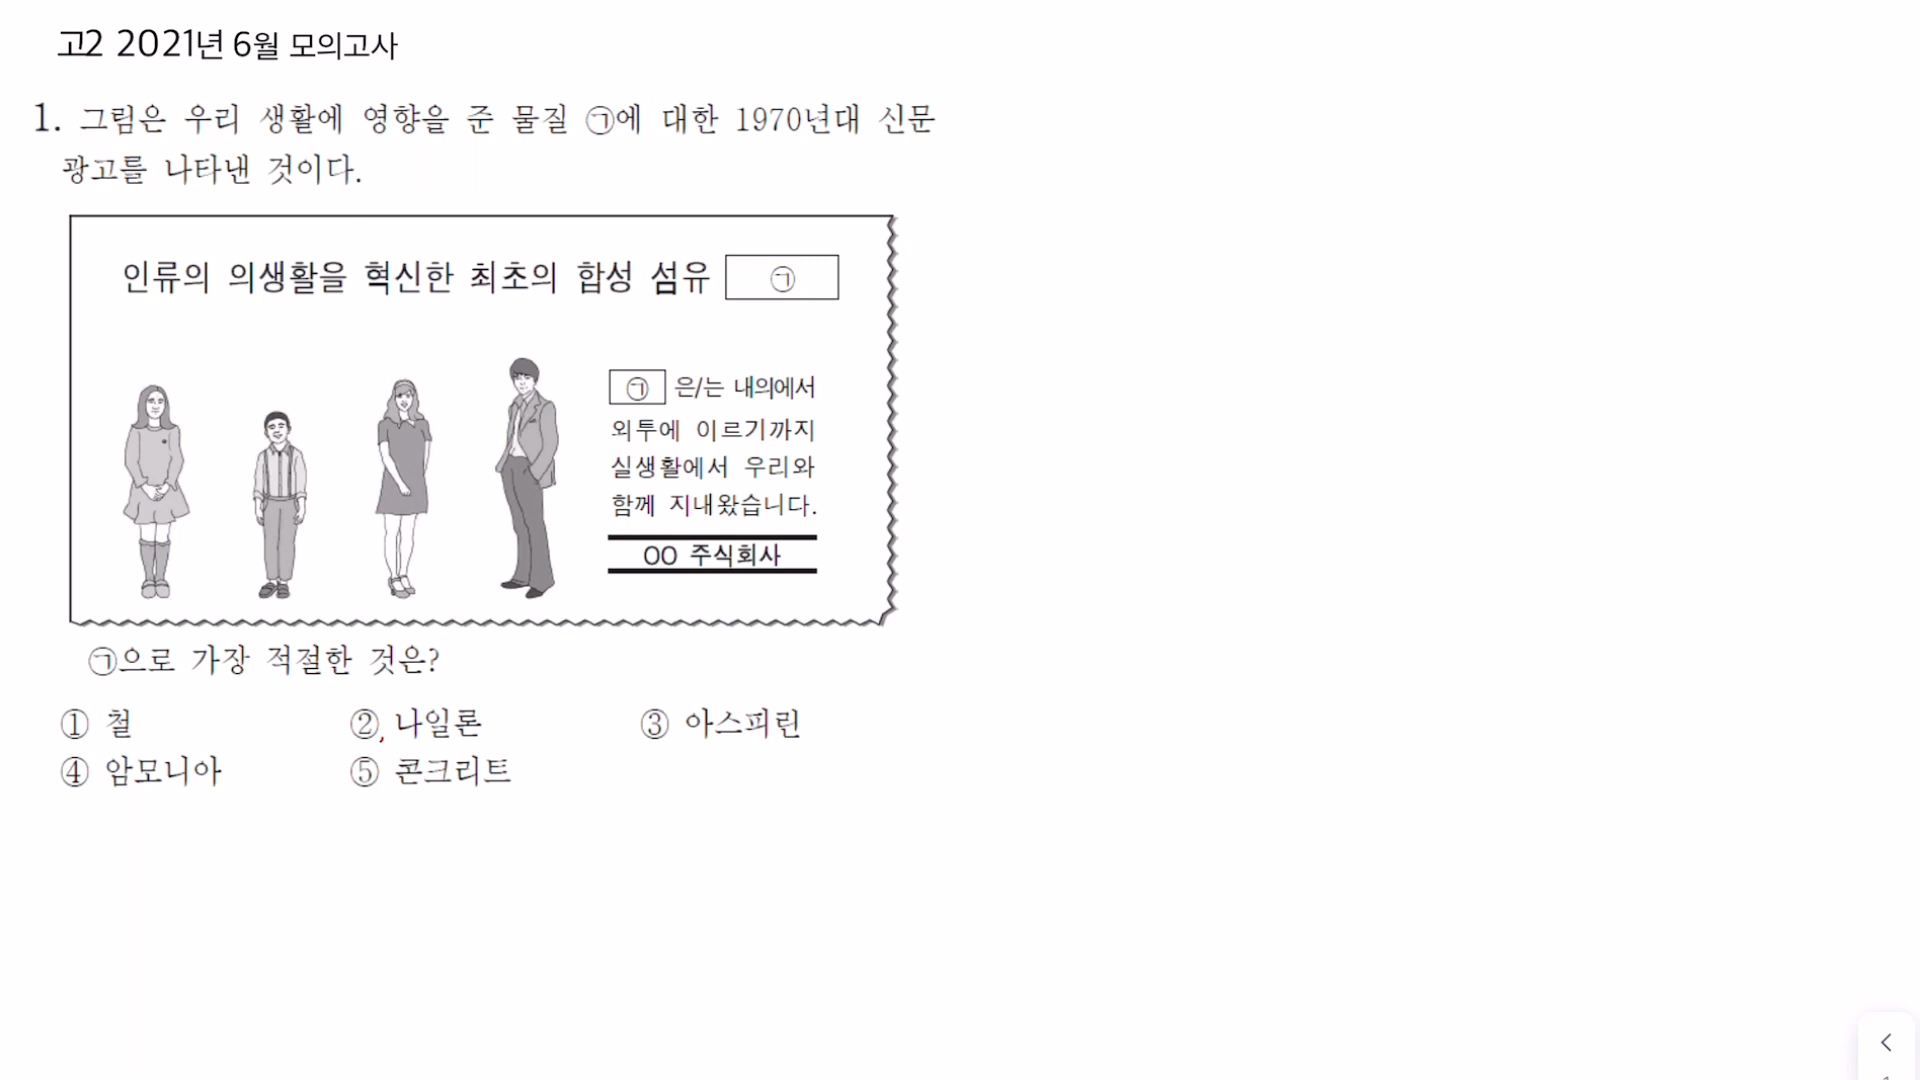 고2 2021년 6월 모의고사
1. 그림은 우리 생활에 영향을 준 물질 ㉠에 대한 1970년대 신문
광고를 나타낸 것이다.
인류의 의생활을 혁신한 최초의 합성 섬유 ㉠
㉠ 은/는 내의에서
외투에 이르기까지
실생활에서 우리와
함께 지내왔습니다.
OO 주식회사
㉠으로 가장 적절한 것은?
① 철 ② 나일론 ③ 아스피린
④ 암모니아 ⑤ 콘크리트